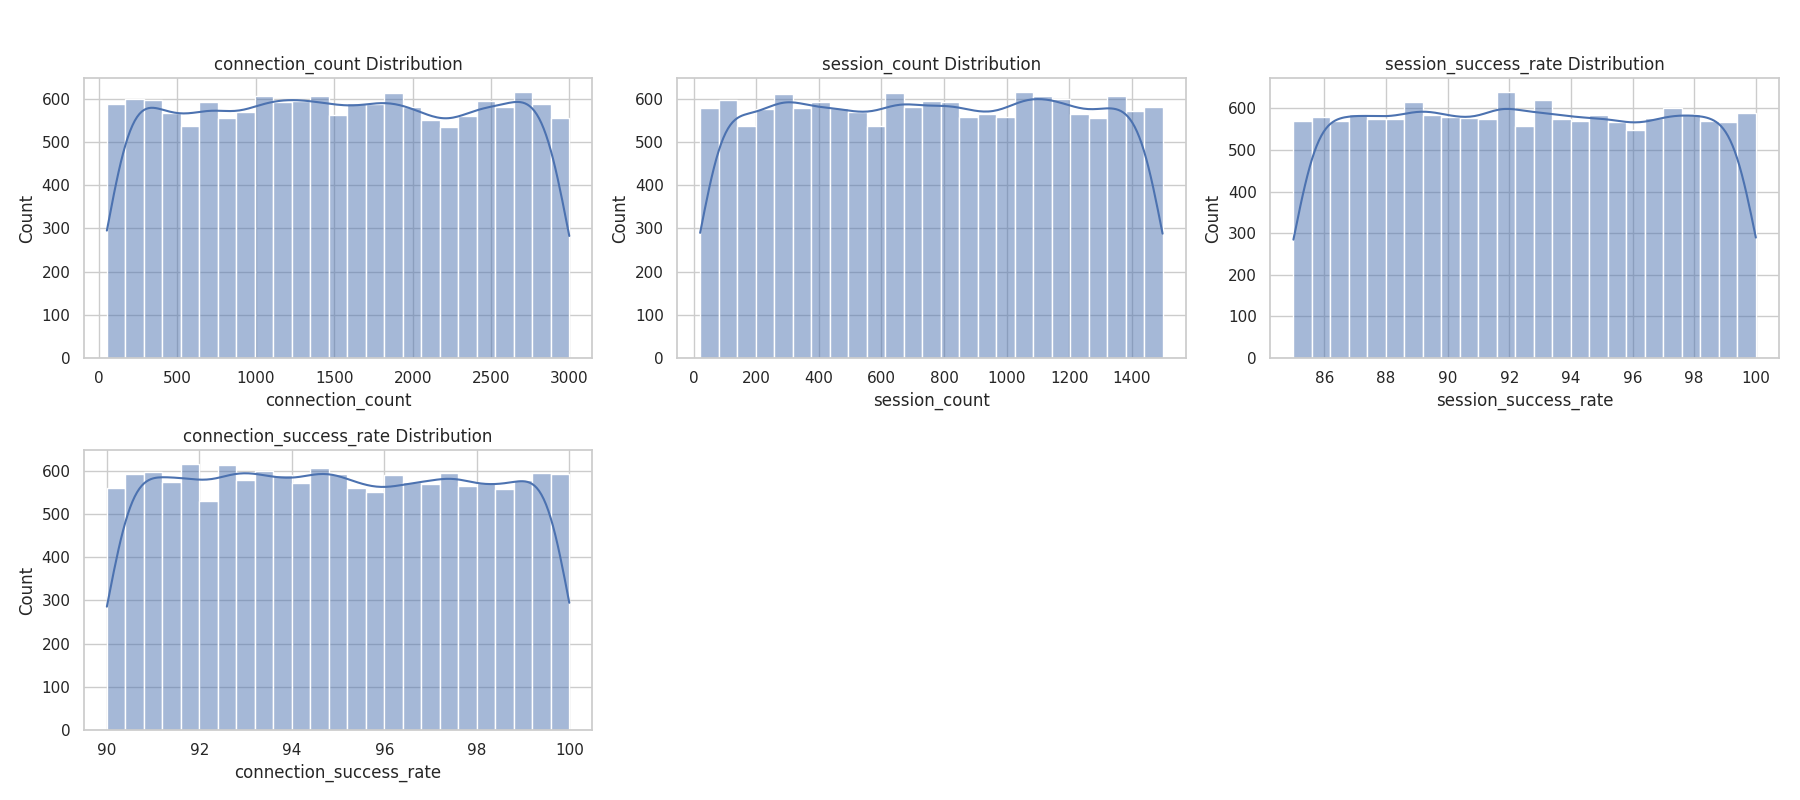 connection_count Distribution
600
500
400
300
200
100
0
Count
0 500 1000 1500 2000 2500 3000
connection_count
session_count Distribution
600
500
400
300
200
100
0
Count
0 200 400 600 800 1000 1200 1400
session_count
session_success_rate Distribution
600
500
400
300
200
100
0
Count
86 88 90 92 94 96 98 100
session_success_rate
connection_success_rate Distribution
600
500
400
300
200
100
0
Count
90 92 94 96 98 100
connection_success_rate